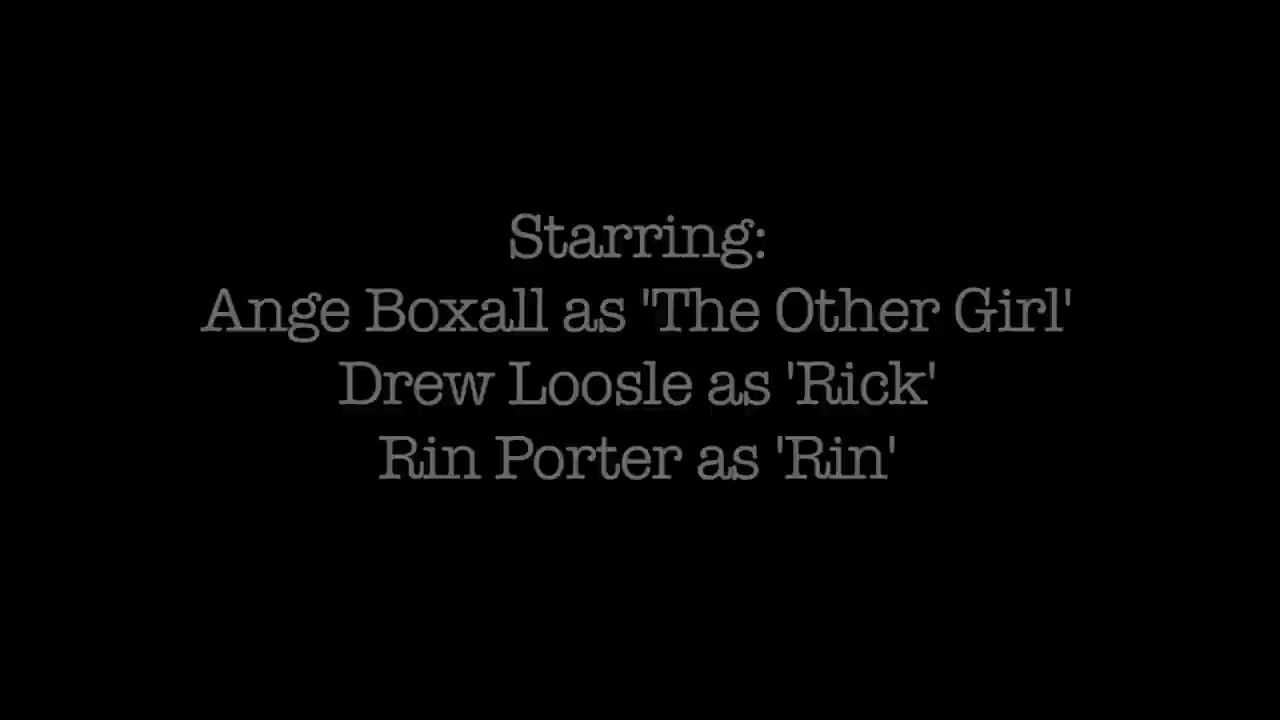 Starring:
Ange Boxall as 'The Other Girl'
Drew Loosle as 'Rick'
Rin Porter as 'Rin'